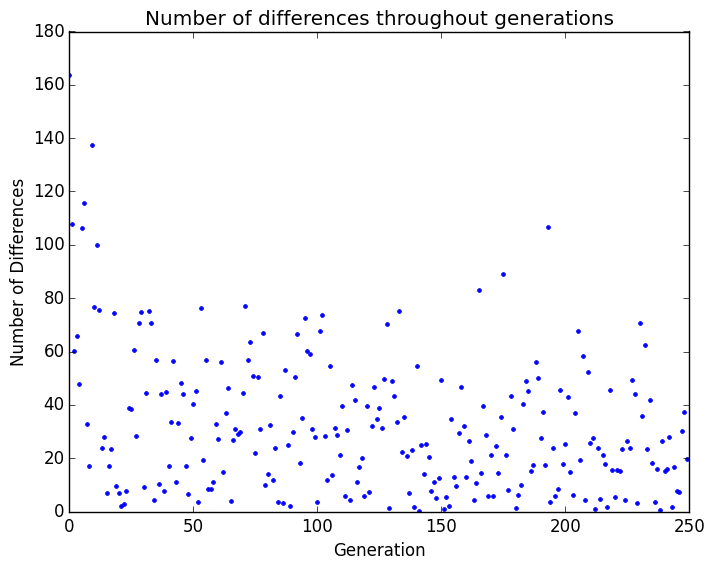 Number of differences throughout generations
180
160
140
120
100
80
60
40
20
0
Number of Differences
0 50 100 150 200 250
Generation